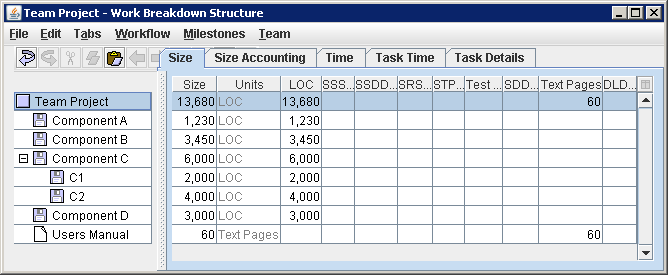 Team Project - Work Breakdown Structure
File Edit Tabs Workflow Milestones Team
Size Size Accounting Time Task Time Task Details
Size Units LOC SSS... SSDD... SRS... STP... Test ... SDD... Text Pages DLD...
Team Project 13,680 LOC 13,680 60
Component A 1,230 LOC 1,230
Component B 3,450 LOC 3,450
Component C 6,000 LOC 6,000
C1 2,000 LOC 2,000
C2 4,000 LOC 4,000
Component D 3,000 LOC 3,000
Users Manual 60 Text Pages 60